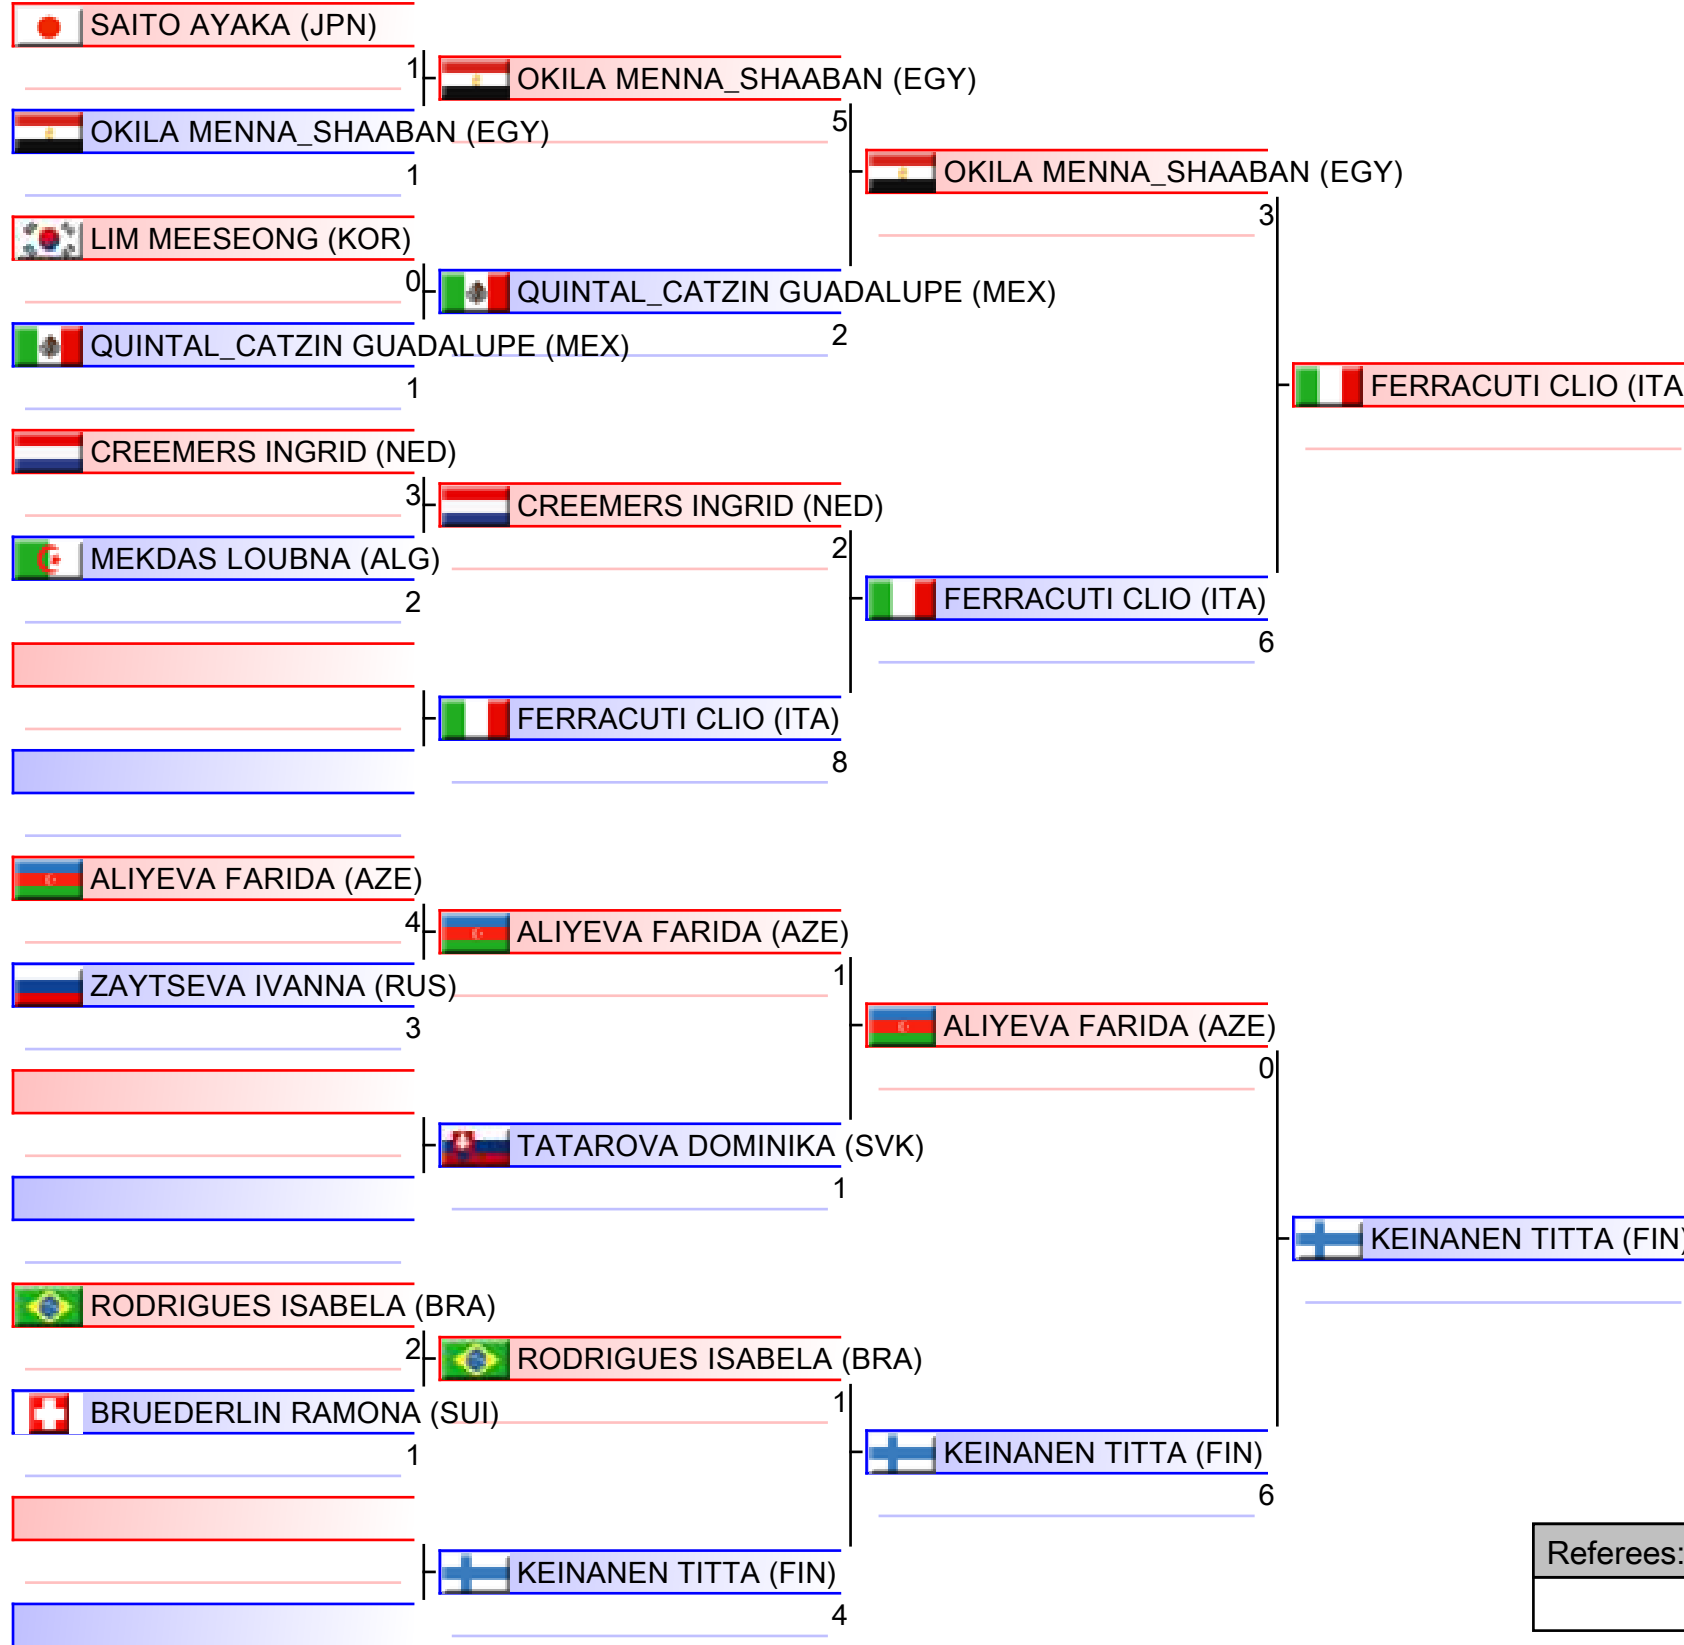 SAITO AYAKA (JPN)
1
OKILA MENNA_SHAABAN (EGY)
1
LIM MEESEONG (KOR)
0
QUINTAL_CATZIN GUADALUPE (MEX)
1
CREEMERS INGRID (NED)
3
MEKDAS LOUBNA (ALG)
2
ALIYEVA FARIDA (AZE)
4
ZAYTSEVA IVANNA (RUS)
3
RODRIGUES ISABELA (BRA)
2
BRUEDERLIN RAMONA (SUI)
1
OKILA MENNA_SHAABAN (EGY)
5
QUINTAL_CATZIN GUADALUPE (MEX)
2
CREEMERS INGRID (NED)
2
FERRACUTI CLIO (ITA)
8
ALIYEVA FARIDA (AZE)
1
TATAROVA DOMINIKA (SVK)
1
RODRIGUES ISABELA (BRA)
1
KEINANEN TITTA (FIN)
4
OKILA MENNA_SHAABAN (EGY)
3
FERRACUTI CLIO (ITA)
6
ALIYEVA FARIDA (AZE)
0
KEINANEN TITTA (FIN)
6
FERRACUTI CLIO (ITA
KEINANEN TITTA (FIN)
Referees: